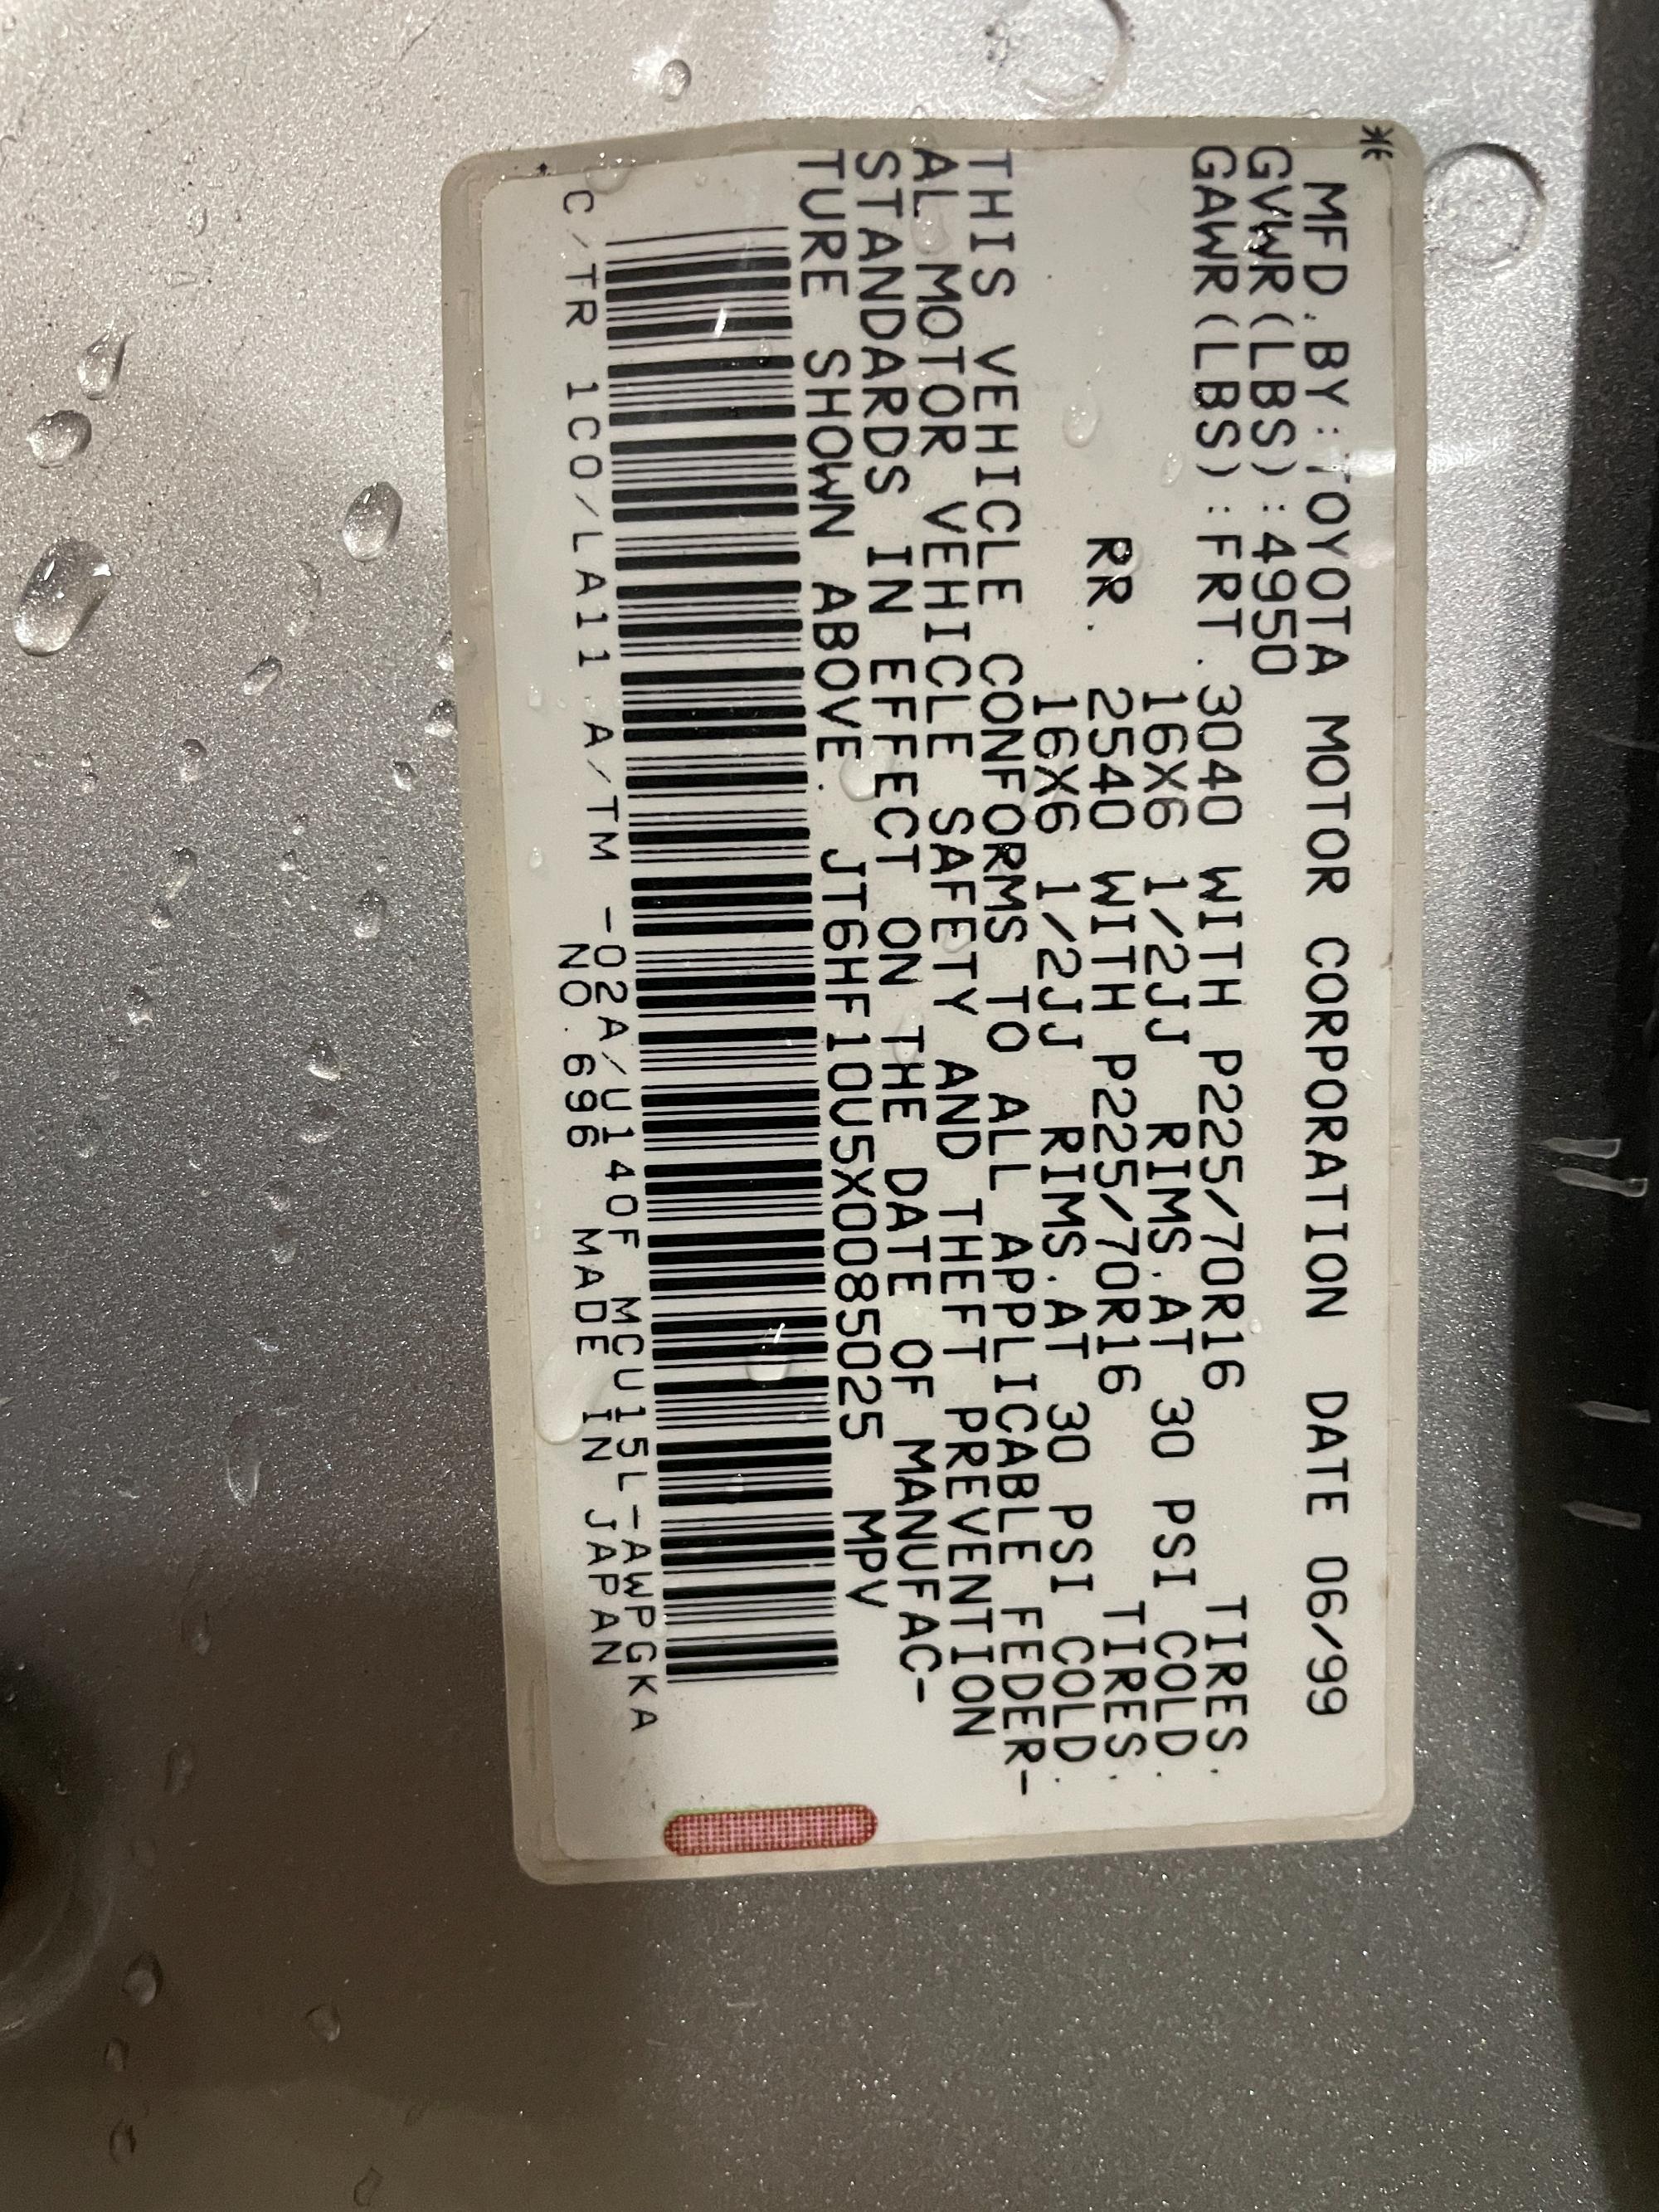 MFD.BY:TOYOTA MOTOR CORPORATION DATE 06/99
GVWR(LBS):4950
GAWR(LBS):FRT. 3040 WITH P225/70R16 TIRES.
16X6 1/2JJ RIMS.AT 30 PSI COLD.
RR. 2540 WITH P225/70R16 TIRES.
16X6 1/2JJ RIMS.AT 30 PSI COLD.
THIS VEHICLE CONFORMS TO ALL APPLICABLE FEDER-
AL MOTOR VEHICLE SAFETY AND THEFT PREVENTION
STANDARDS IN EFFECT ON THE DATE OF MANUFAC-
TURE SHOWN ABOVE. JT6HF10U5X0085025 MPV
C/TR 1C0/LA11 A/TM -02A/U140F MCU15L-AWPGKA
NO.696 MADE IN JAPAN